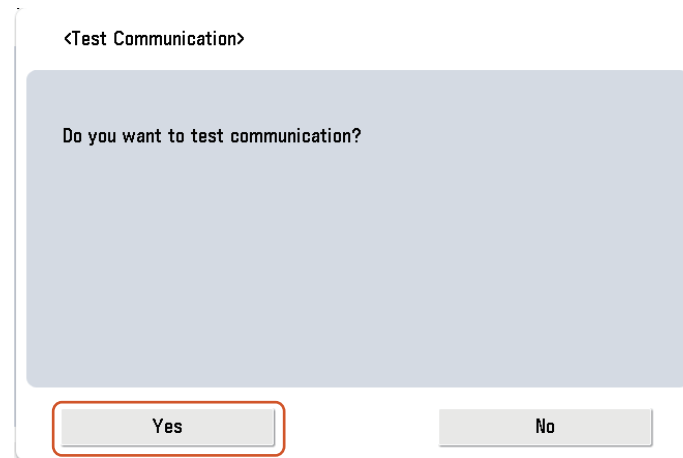 <Test Communication>
Do you want to test communication?
Yes
No